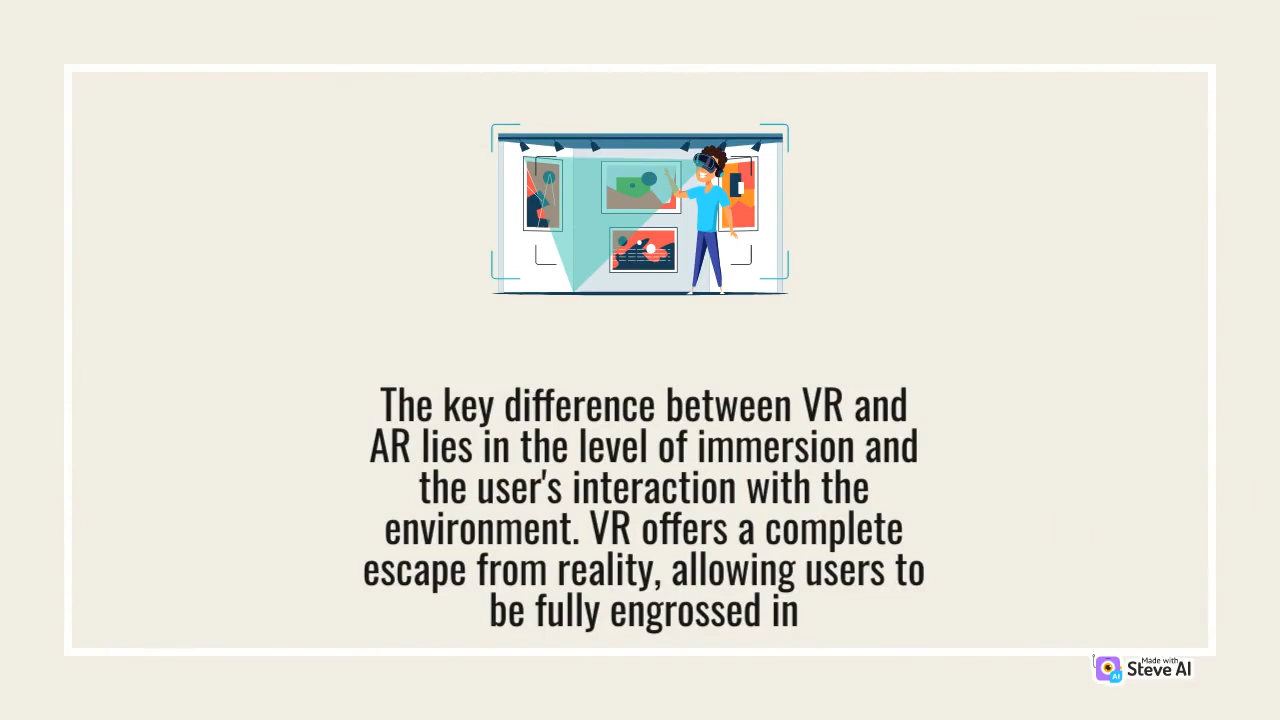 The key difference between VR and
AR lies in the level of immersion and
the user's interaction with the
environment. VR offers a complete
escape from reality, allowing users to
be fully engrossed in
Made with
Steve AI
AI